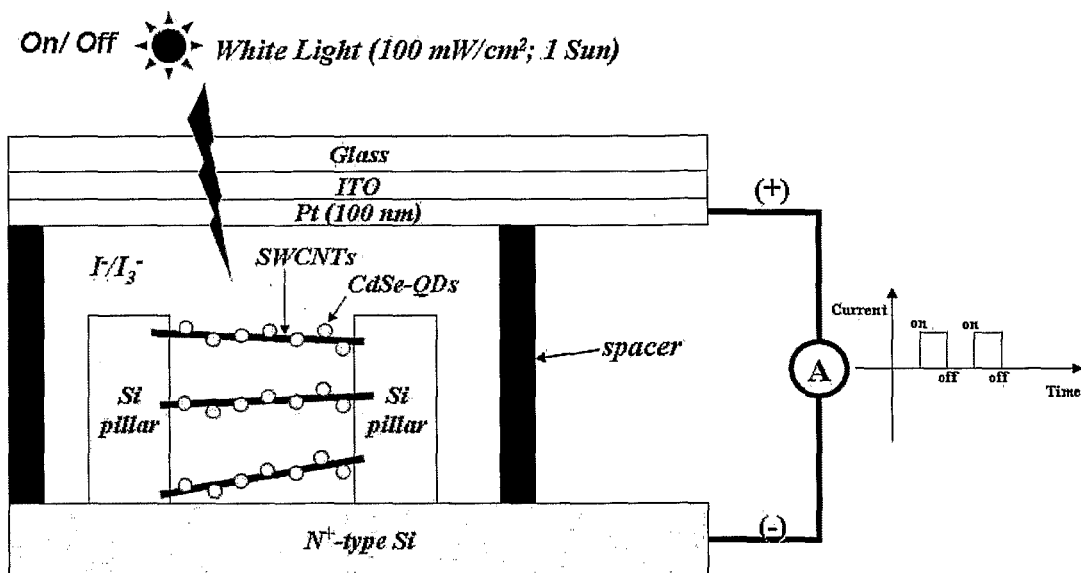 On/ Off
White Light (100 mW/cm²; 1 Sun)
Glass
ITO
Pt (100 nm)
(+)
I⁻/I₃⁻
SWCNTs
CdSe-QDs
spacer
Si
pillar
Si
pillar
A
Current
on
on
off
off
Time
(-)
N⁺-type Si